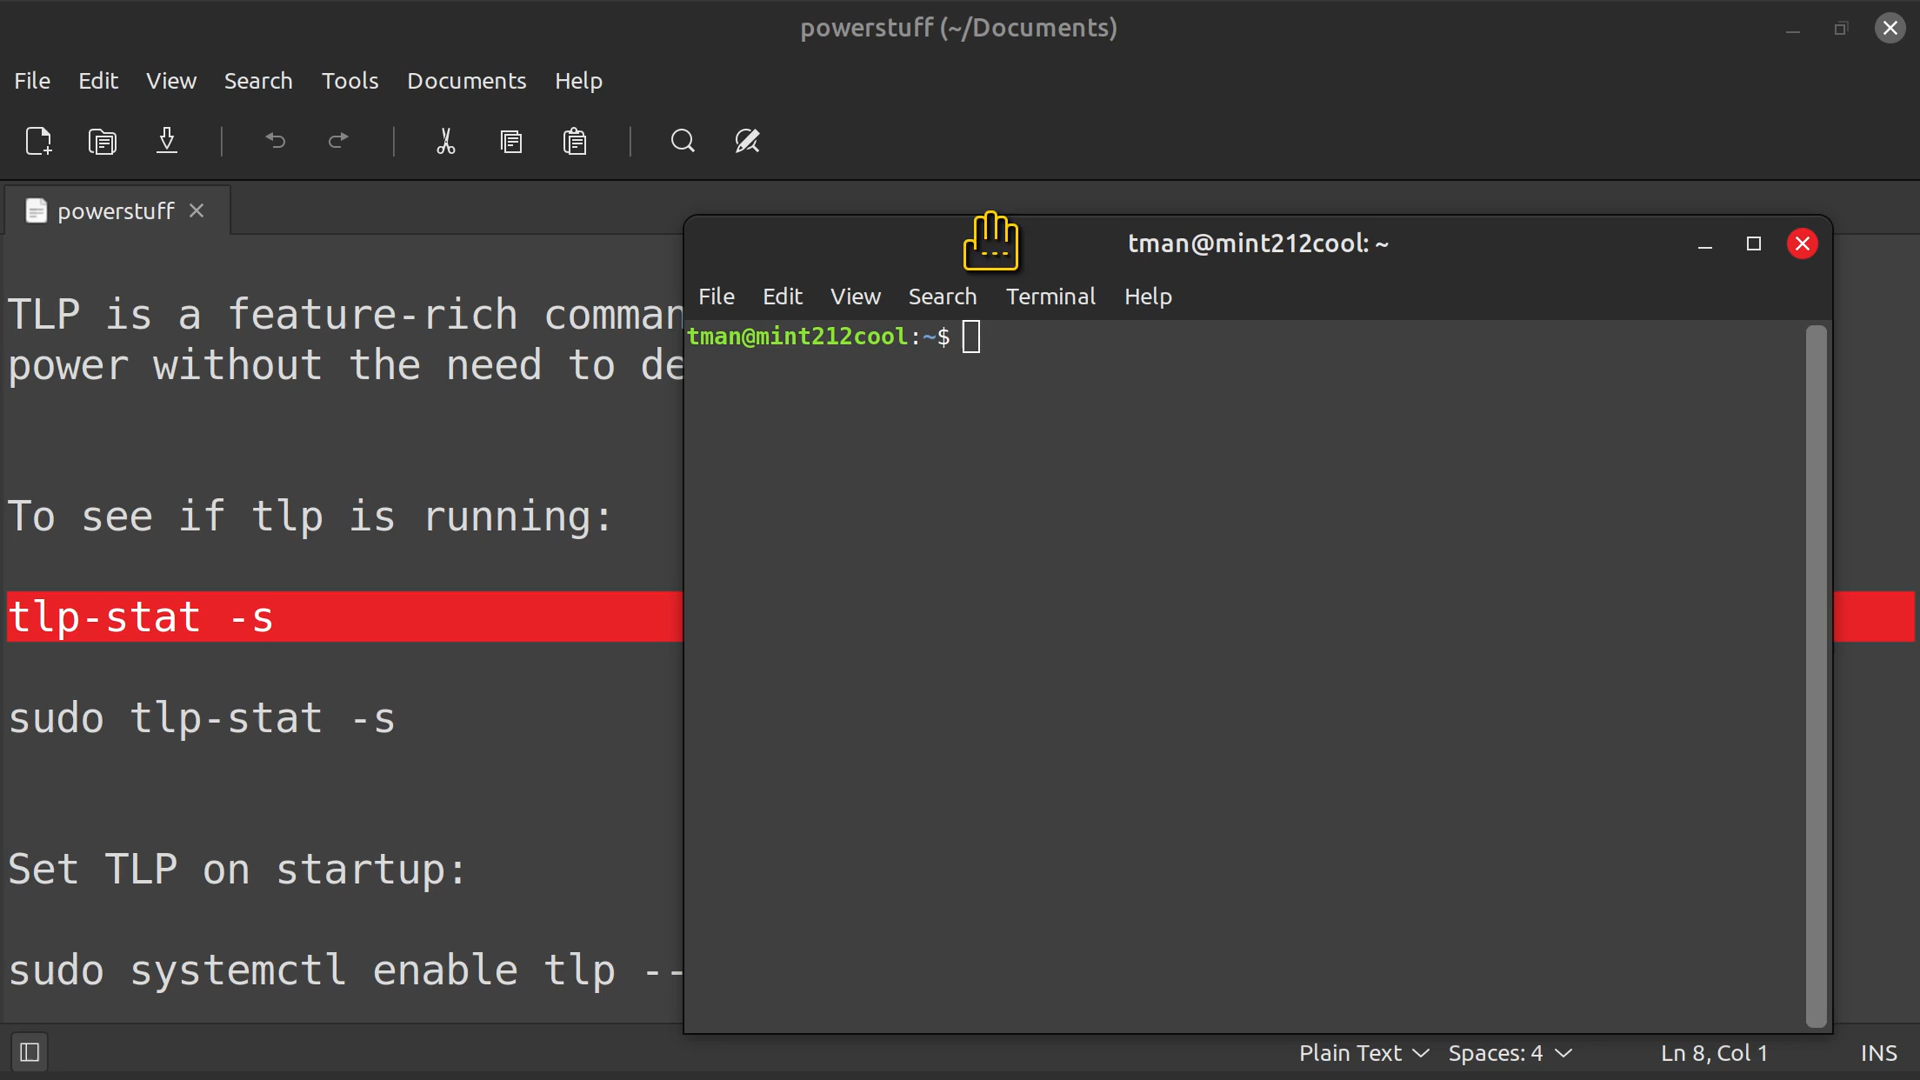 powerstuff (~/Documents)
File Edit View Search Tools Documents Help
powerstuff
tman@mint212cool: ~
File Edit View Search Terminal Help
tman@mint212cool:~$
TLP is a feature-rich comman
power without the need to de
To see if tlp is running:
tlp-stat -s
sudo tlp-stat -s
Set TLP on startup:
sudo systemctl enable tlp --
Plain Text Spaces: 4 Ln 8, Col 1 INS